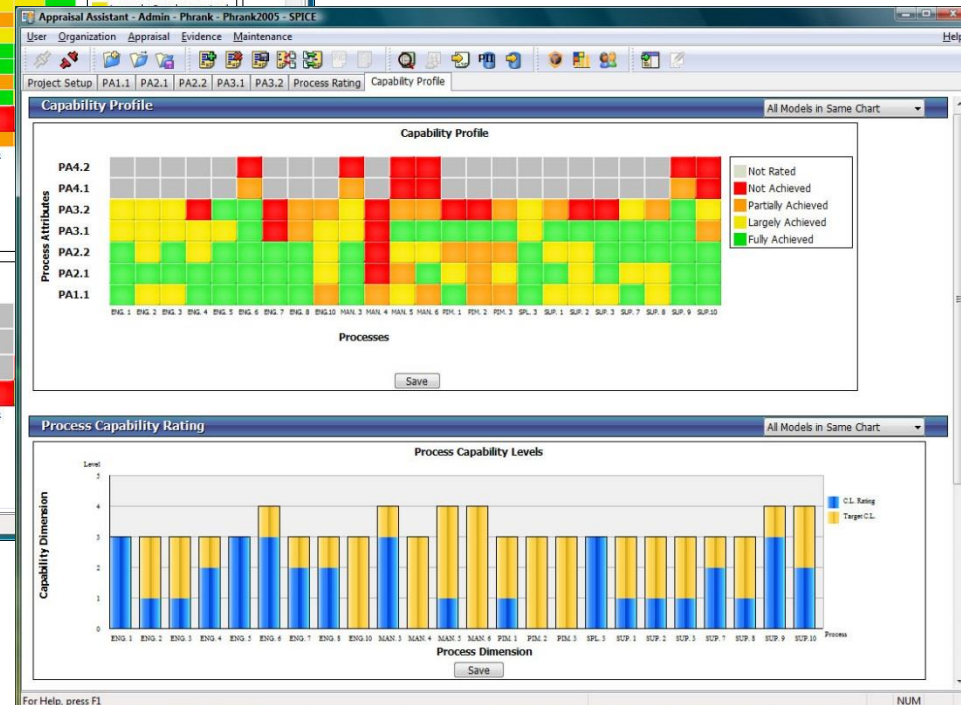 Appraisal Assistant - Admin - Phrank - Phrank2005 - SPICE
User Organization Appraisal Evidence Maintenance Help
Project Setup PA1.1 PA2.1 PA2.2 PA3.1 PA3.2 Process Rating Capability Profile
Capability Profile All Models in Same Chart
Capability Profile
Process Attributes
PA4.2
PA4.1
PA3.2
PA3.1
PA2.2
PA2.1
PA1.1
Not Rated
Not Achieved
Partially Achieved
Largely Achieved
Fully Achieved
ENG. 1 ENG. 2 ENG. 3 ENG. 4 ENG. 5 ENG. 6 ENG. 7 ENG. 8 ENG.10 MAN. 3 MAN. 4 MAN. 5 MAN. 6 PIM. 1 PIM. 2 PIM. 3 SPL. 3 SUP. 1 SUP. 2 SUP. 3 SUP. 7 SUP. 8 SUP. 9 SUP.10
Processes
Save
Process Capability Rating All Models in Same Chart
Process Capability Levels
Level
Capability Dimension
5
4
3
2
1
0
C.L. Rating
Target C.L.
ENG. 1 ENG. 2 ENG. 3 ENG. 4 ENG. 5 ENG. 6 ENG. 7 ENG. 8 ENG.10 MAN. 3 MAN. 4 MAN. 5 MAN. 6 PIM. 1 PIM. 2 PIM. 3 SPL. 3 SUP. 1 SUP. 2 SUP. 3 SUP. 7 SUP. 8 SUP. 9 SUP.10 Process
Process Dimension
Save
For Help, press F1 NUM